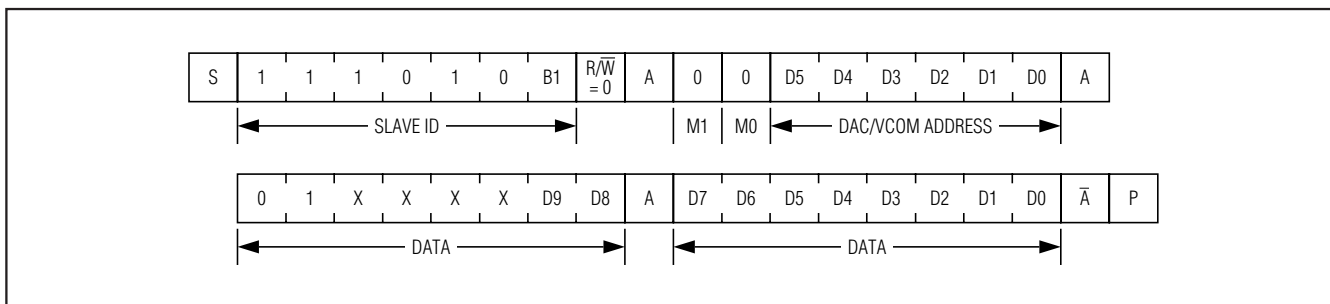 S 1 1 1 0 1 0 B1 R/W̅ = 0 A 0 0 D5 D4 D3 D2 D1 D0 A
SLAVE ID M1 M0 DAC/VCOM ADDRESS
0 1 X X X X D9 D8 A D7 D6 D5 D4 D3 D2 D1 D0 A̅ P
DATA DATA